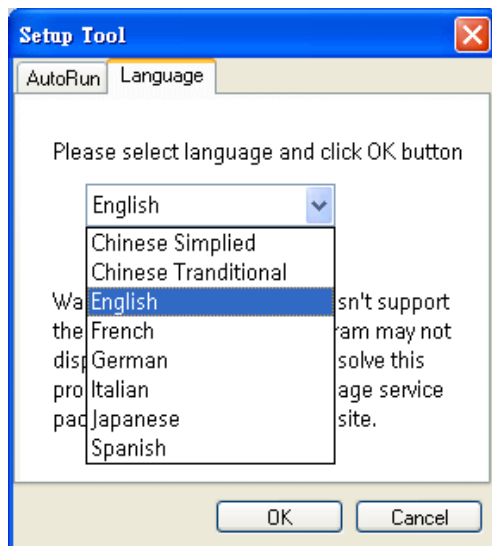 Setup Tool
AutoRun
Language
Please select language and click OK button
English
Chinese Simplied
Chinese Tranditional
English
French
German
Italian
Japanese
Spanish
Wa sn't support
the ram may not
disp solve this
pro age service
pac site.
OK
Cancel